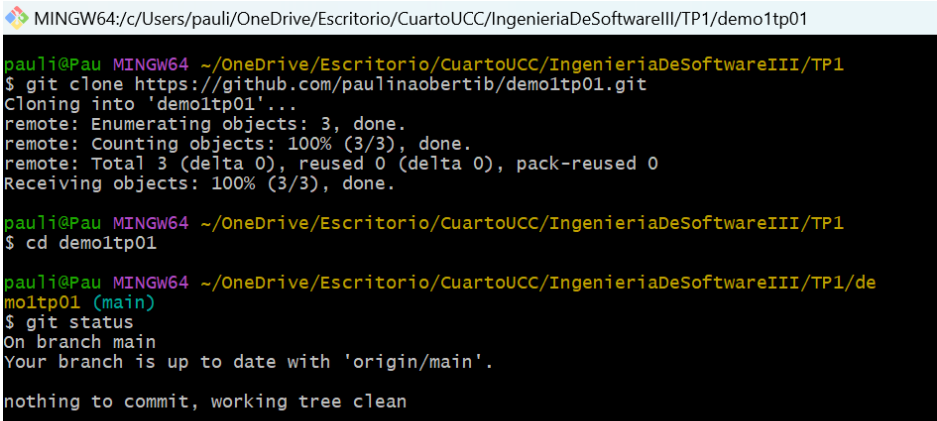 MINGW64:/c/Users/pauli/OneDrive/Escritorio/CuartoUCC/IngenieriaDeSoftwareIII/TP1/demo1tp01
pauli@Pau MINGW64 ~/OneDrive/Escritorio/CuartoUCC/IngenieriaDeSoftwareIII/TP1
$ git clone https://github.com/paulinaobertib/demo1tp01.git
Cloning into 'demo1tp01'...
remote: Enumerating objects: 3, done.
remote: Counting objects: 100% (3/3), done.
remote: Total 3 (delta 0), reused 0 (delta 0), pack-reused 0
Receiving objects: 100% (3/3), done.
pauli@Pau MINGW64 ~/OneDrive/Escritorio/CuartoUCC/IngenieriaDeSoftwareIII/TP1
$ cd demo1tp01
pauli@Pau MINGW64 ~/OneDrive/Escritorio/CuartoUCC/IngenieriaDeSoftwareIII/TP1/de
mo1tp01 (main)
$ git status
On branch main
Your branch is up to date with 'origin/main'.
nothing to commit, working tree clean